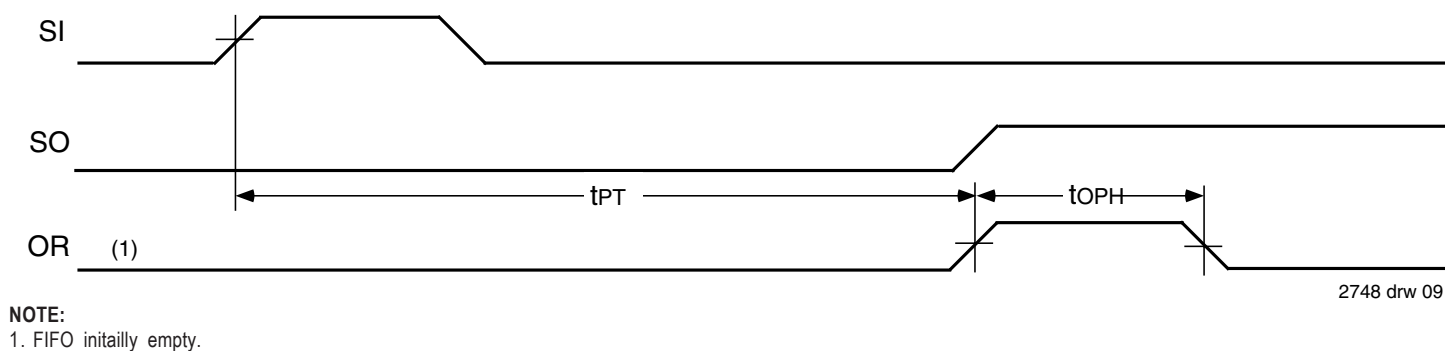 SI
SO
tPT
tOPH
OR (1)
2748 drw 09
NOTE:
1. FIFO initailly empty.